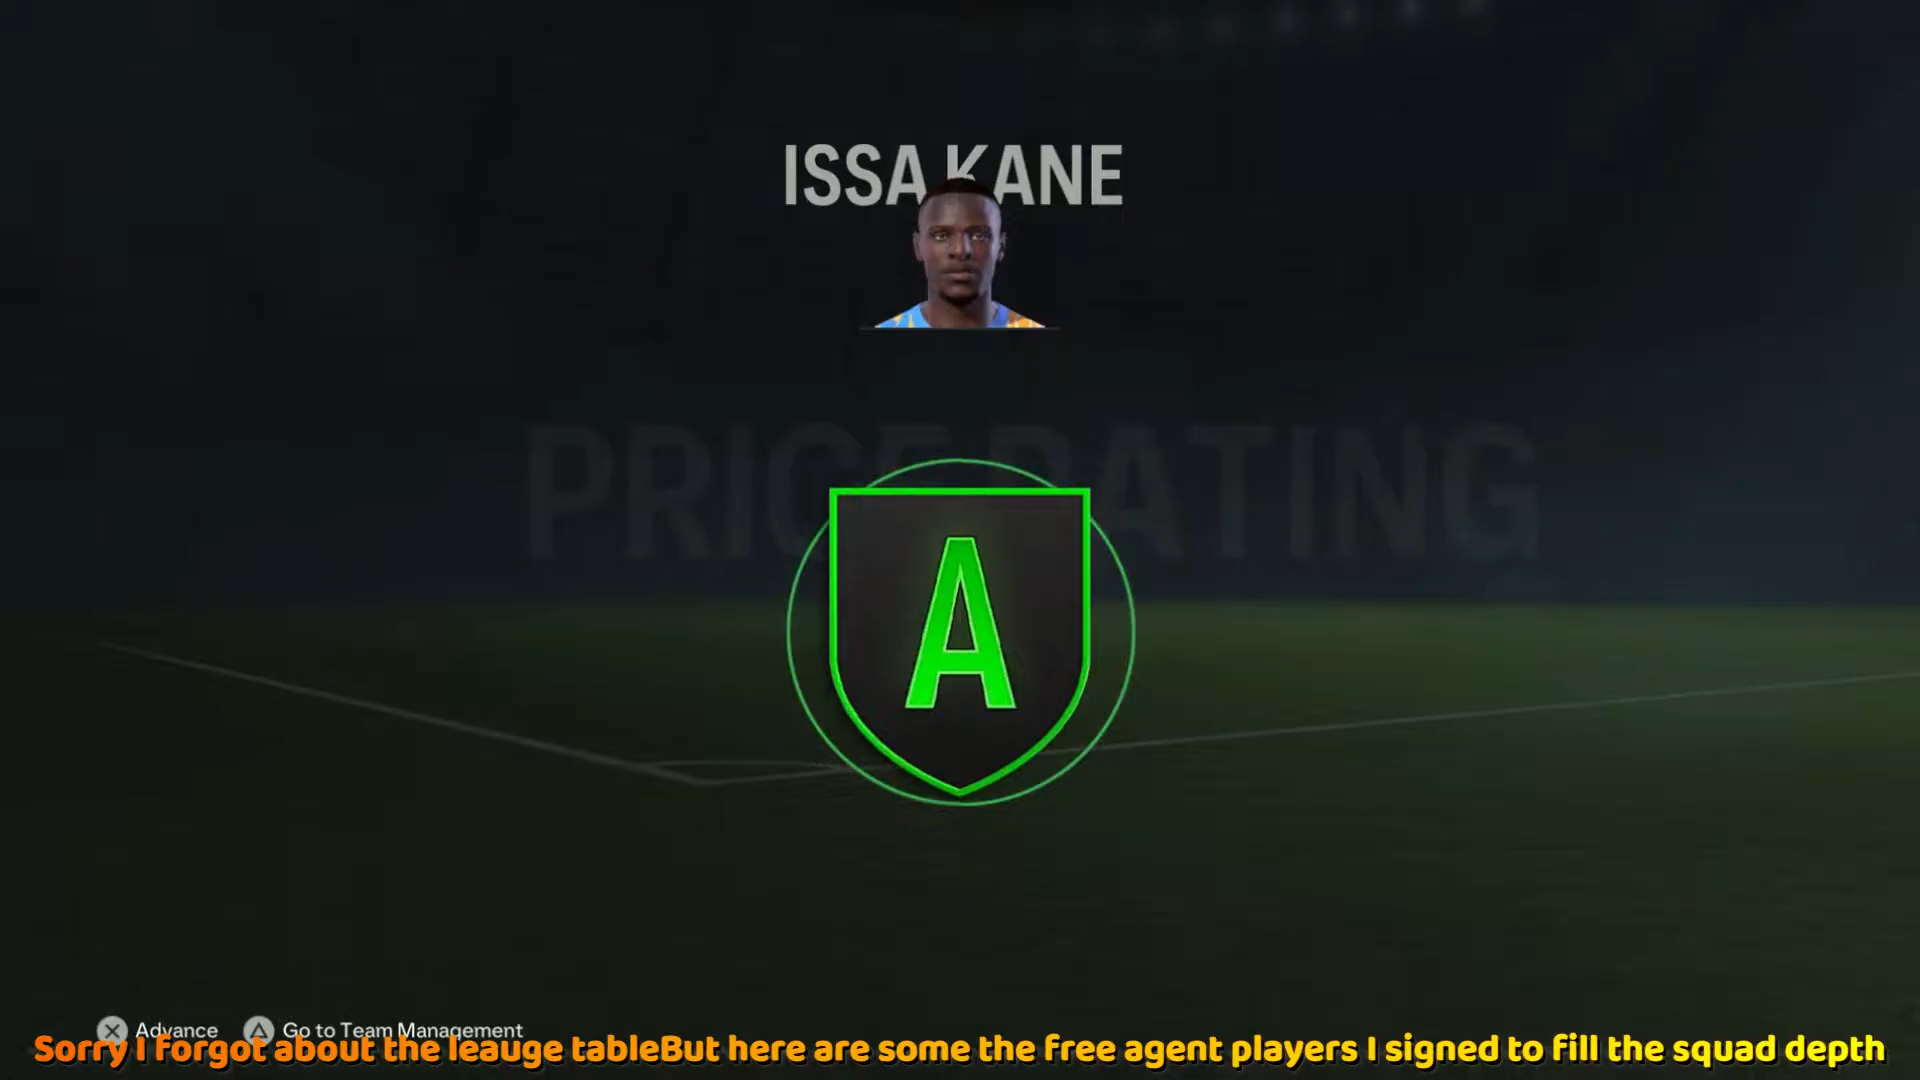 ISSA KANE
PRICE RATING
A
Advance Go to Team Management
Sorry I forgot about the leauge tableBut here are some the free agent players I signed to fill the squad depth